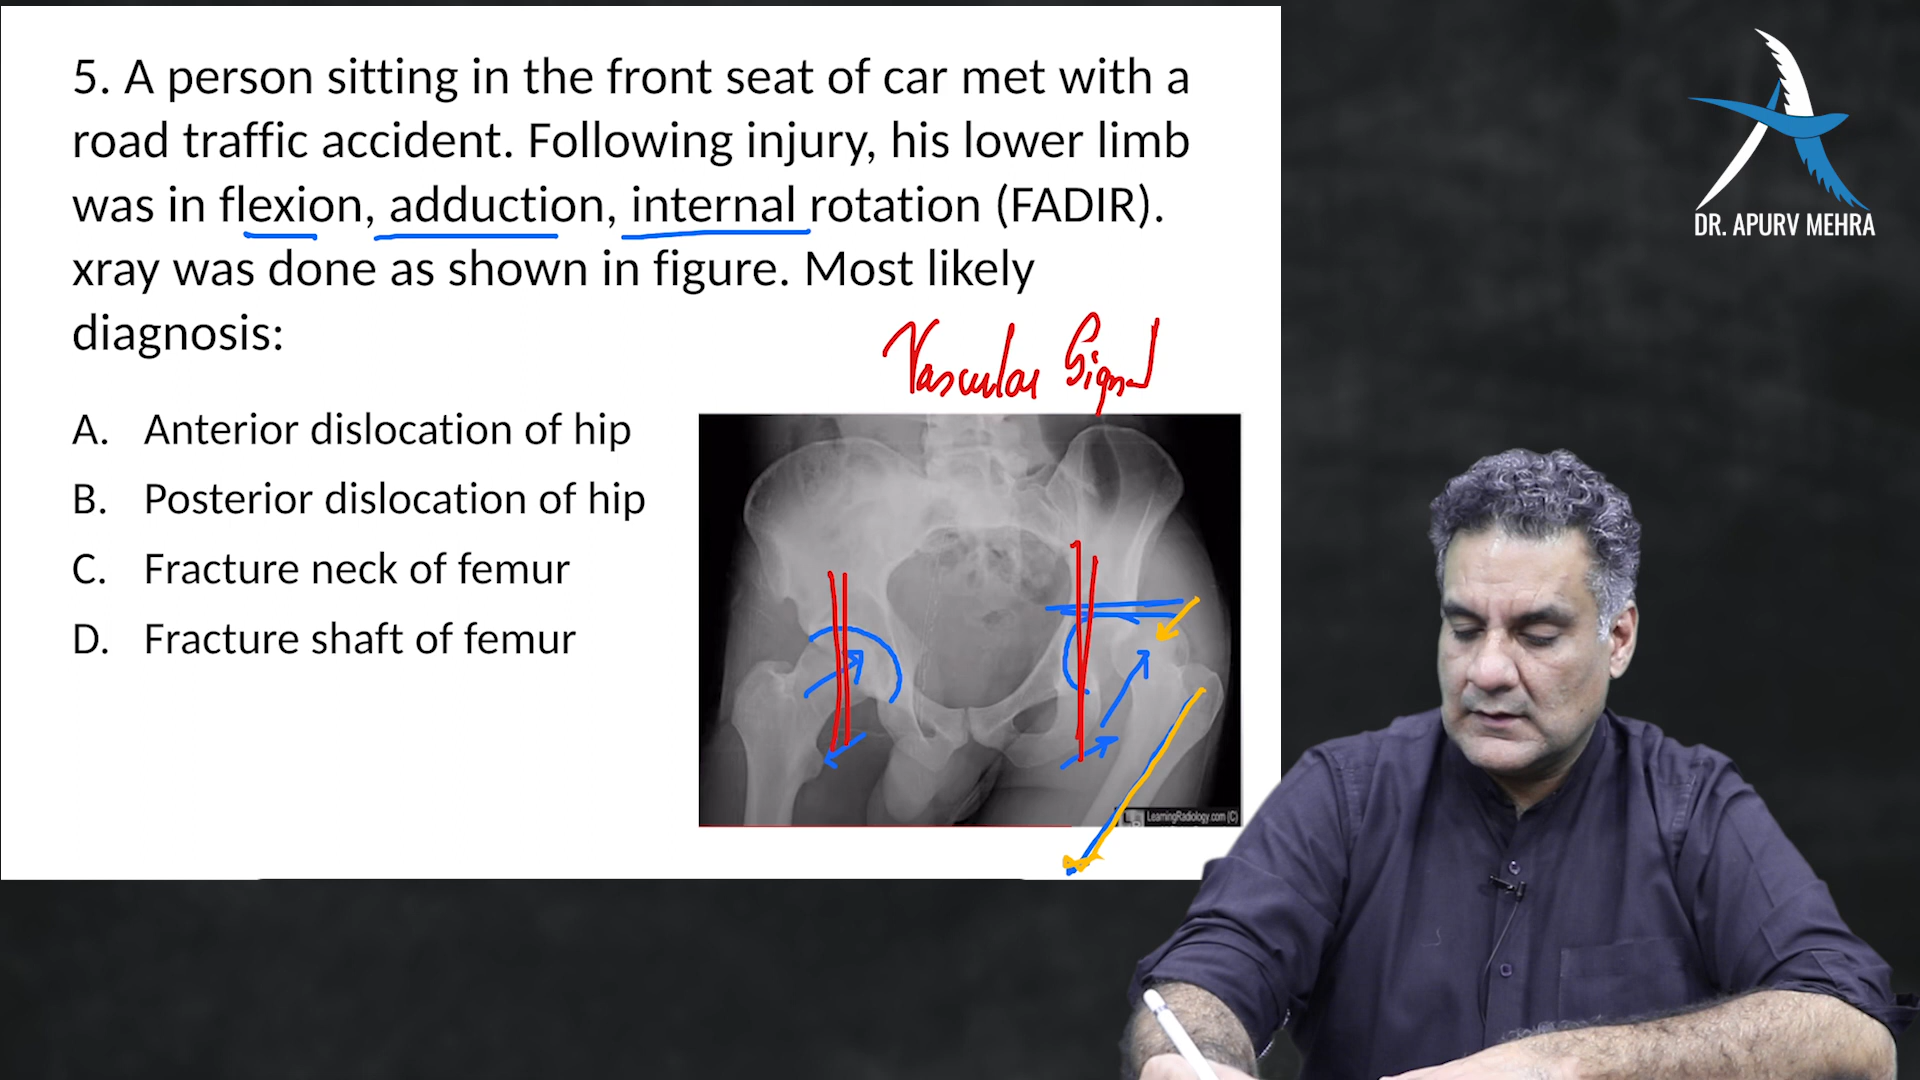 5. A person sitting in the front seat of car met with a
road traffic accident. Following injury, his lower limb
was in flexion, adduction, internal rotation (FADIR).
xray was done as shown in figure. Most likely
diagnosis:
Vascular Sign
A. Anterior dislocation of hip
B. Posterior dislocation of hip
C. Fracture neck of femur
D. Fracture shaft of femur
LearningRadiology.com (C)
DR. APURV MEHRA